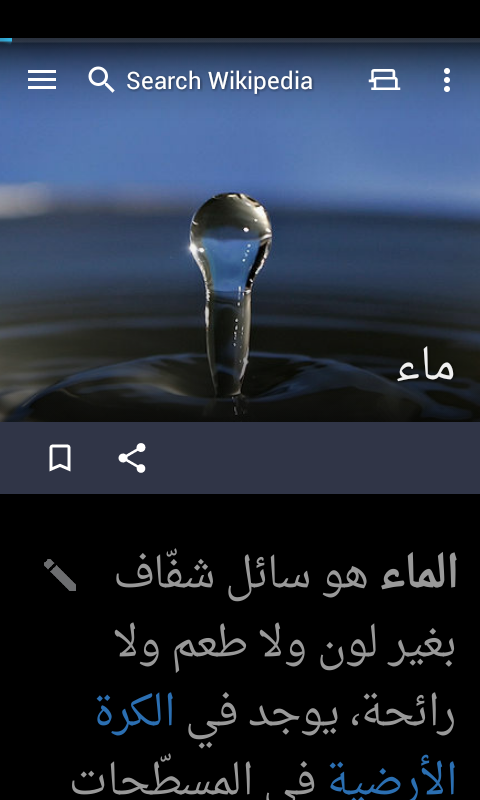 Search Wikipedia
ماء
الماء هو سائل شفّاف
بغير لون ولا طعم ولا
رائحة، يوجد في الكرة
الأرضية في المسطّحات